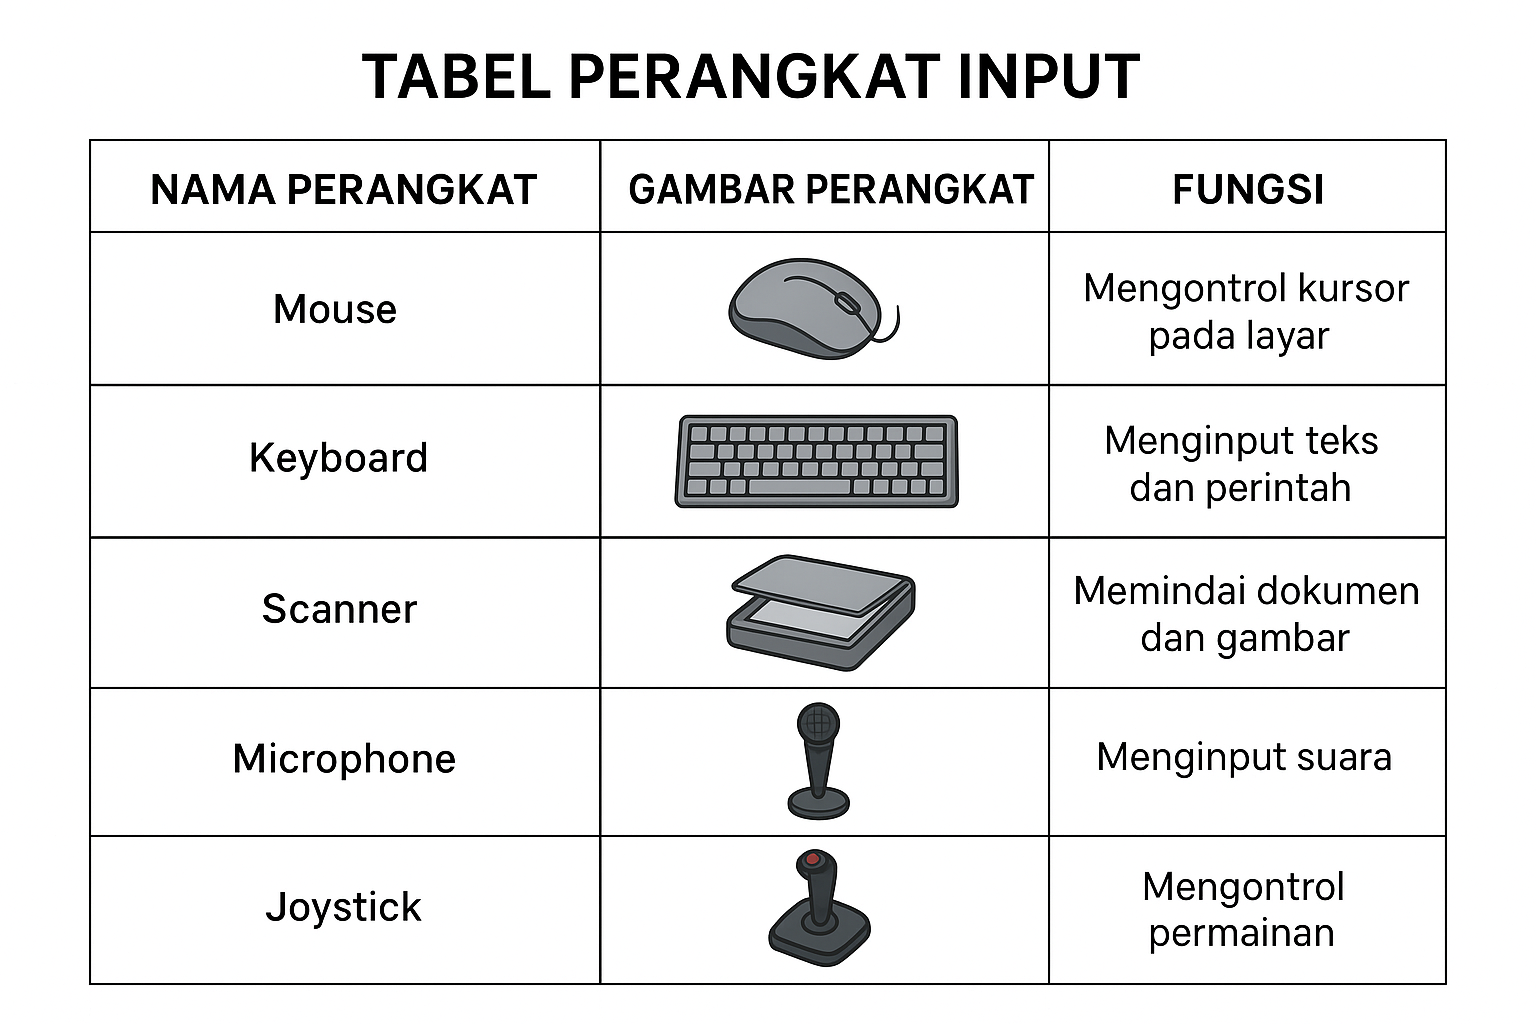 TABEL PERANGKAT INPUT
NAMA PERANGKAT
GAMBAR PERANGKAT
FUNGSI
Mouse
Mengontrol kursor
pada layar
Keyboard
Menginput teks
dan perintah
Scanner
Memindai dokumen
dan gambar
Microphone
Menginput suara
Joystick
Mengontrol
permainan